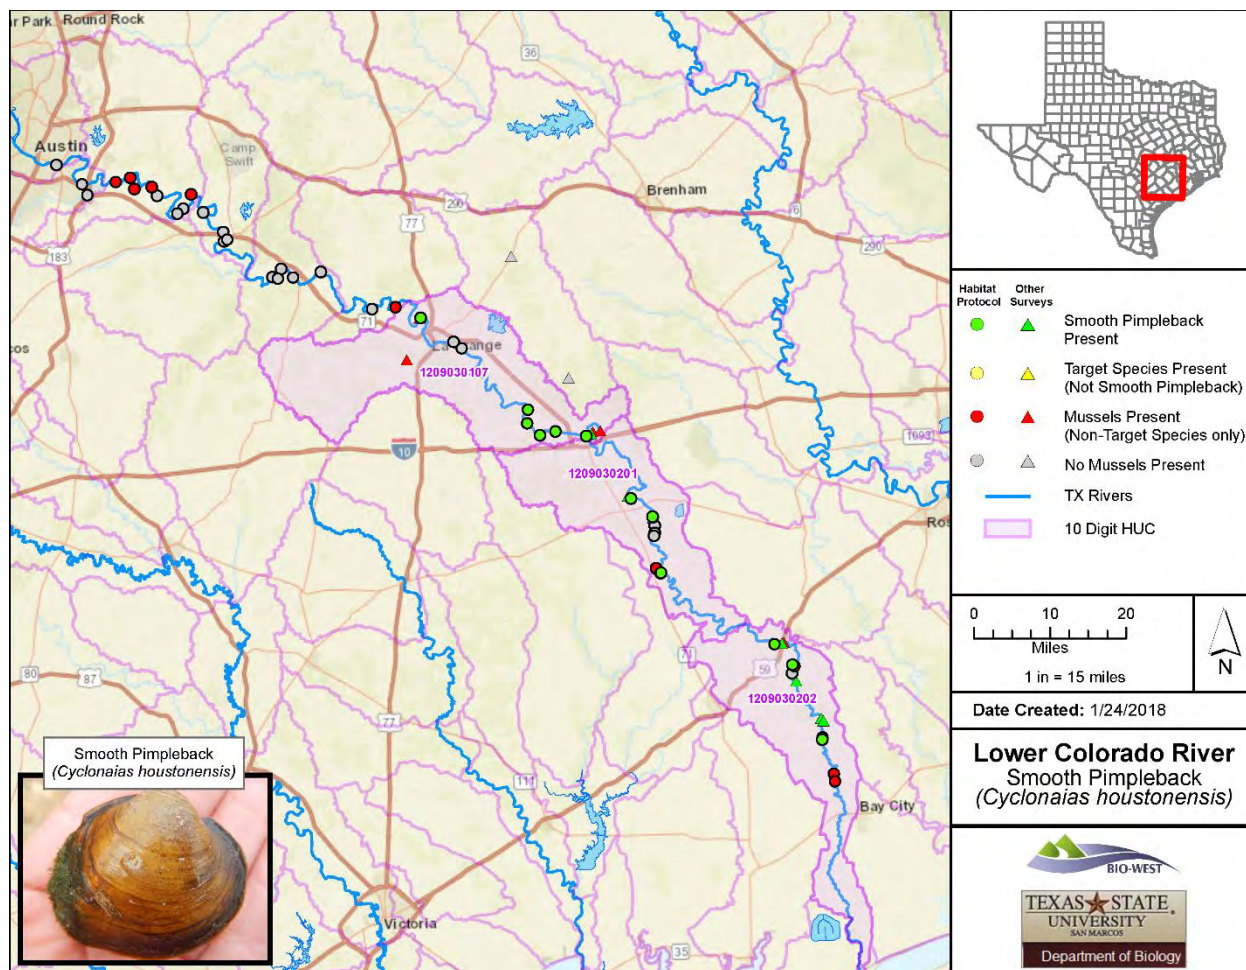 ar Park
Round Rock
Austin
Camp
Swift
Brenham
36
290
77
6
290
183
71
La Grange
cos
1209030107
10
1093
1209030201
Ros
71
59
80
87
1209030202
77
111
Bay City
Victoria
35
Smooth Pimpleback
(Cyclonaias houstonensis)
Habitat Other
Protocol Surveys
Smooth Pimpleback
Present
Target Species Present
(Not Smooth Pimpleback)
Mussels Present
(Non-Target Species only)
No Mussels Present
TX Rivers
10 Digit HUC
0 10 20
Miles
1 in = 15 miles
N
Date Created: 1/24/2018
Lower Colorado River
Smooth Pimpleback
(Cyclonaias houstonensis)
BIO-WEST
TEXAS STATE
UNIVERSITY
SAN MARCOS
Department of Biology